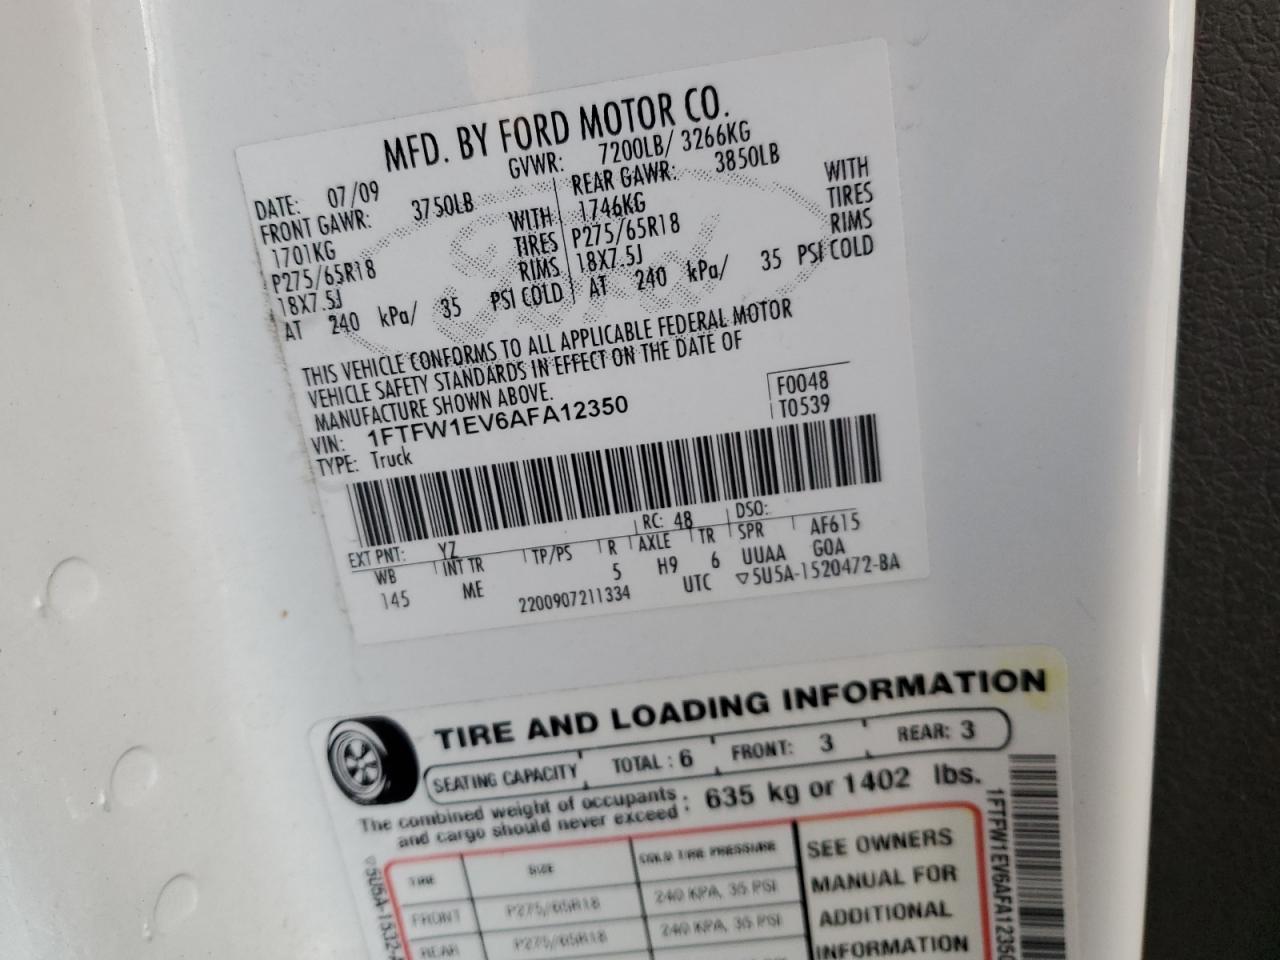 MFD. BY FORD MOTOR CO.
DATE: 07/09 GVWR: 7200LB/ 3266KG
FRONT GAWR: 3750LB REAR GAWR: 3850LB
1701KG WITH 1746KG WITH
P275/65R18 TIRES P275/65R18 TIRES
18X7.5J RIMS 18X7.5J RIMS
AT 240 kPa/ 35 PSI COLD AT 240 kPa/ 35 PSI COLD
THIS VEHICLE CONFORMS TO ALL APPLICABLE FEDERAL MOTOR
VEHICLE SAFETY STANDARDS IN EFFECT ON THE DATE OF
MANUFACTURE SHOWN ABOVE.
VIN: 1FTFW1EV6AFA12350
TYPE: Truck
F0048
T0539
EXT PNT: YZ RC: 48 DSO:
WB INT TR TP/PS R AXLE TR SPR AF615
145 ME 5 H9 6 UUAA GOA
2200907211334 UTC ▽5U5A-1520472-BA
TIRE AND LOADING INFORMATION
SEATING CAPACITY TOTAL : 6 FRONT: 3 REAR: 3
The combined weight of occupants
and cargo should never exceed : 635 kg or 1402 lbs.
TIRE SIZE COLD TIRE PRESSURE
FRONT P275/65R18 240 KPA, 35 PSI
REAR P275/65R18 240 KPA, 35 PSI
SEE OWNERS
MANUAL FOR
ADDITIONAL
INFORMATION
1FTFW1EV6AFA12350